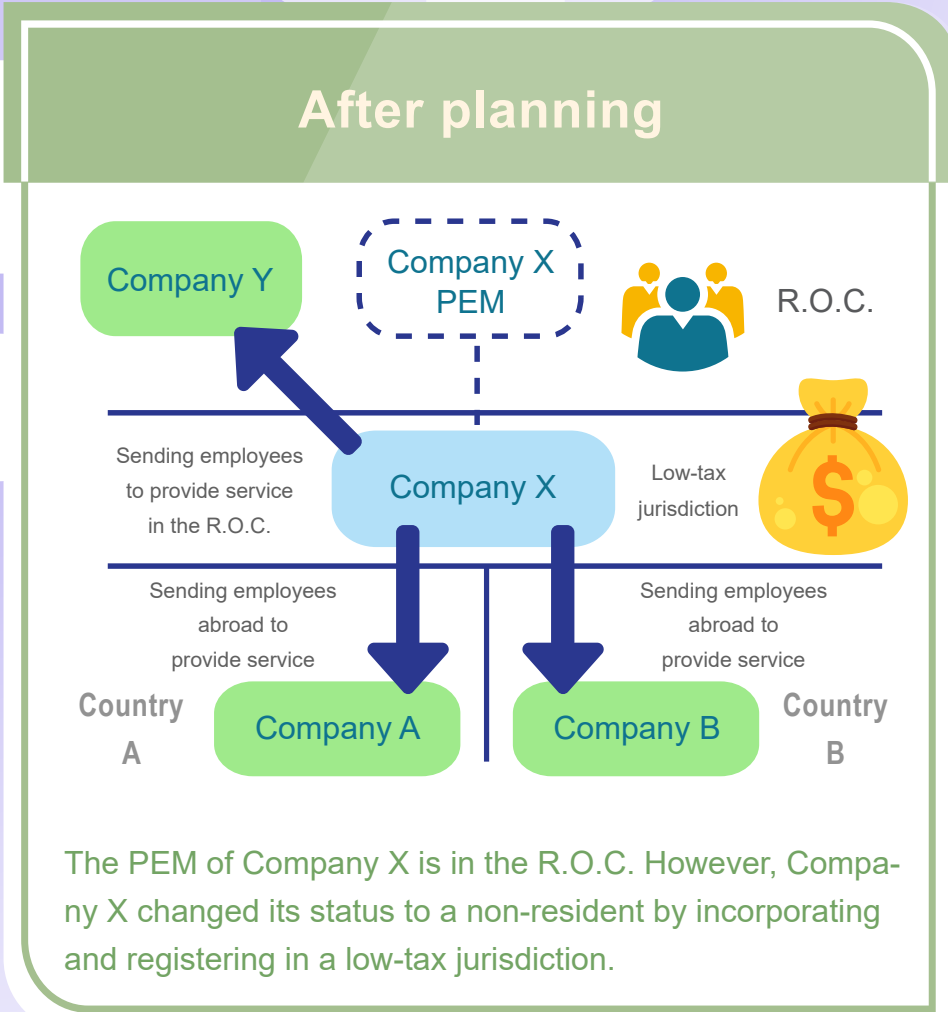 After planning
Company Y
Company X
PEM
R.O.C.
Sending employees
to provide service
in the R.O.C.
Company X
Low-tax
jurisdiction
$
Sending employees
abroad to
provide service
Sending employees
abroad to
provide service
Country
A
Company A
Company B
Country
B
The PEM of Company X is in the R.O.C. However, Compa-
ny X changed its status to a non-resident by incorporating
and registering in a low-tax jurisdiction.